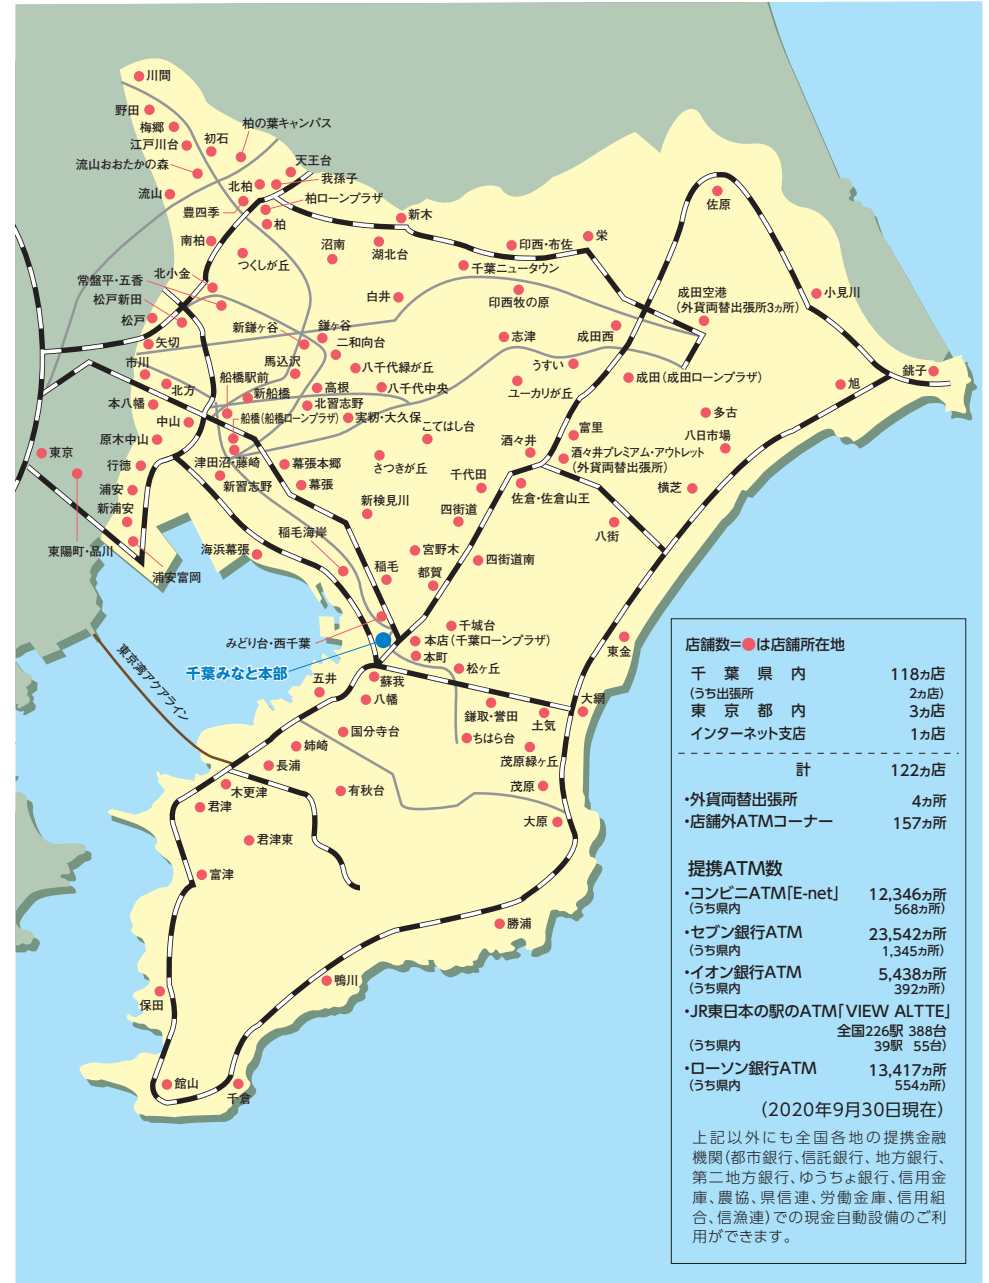 川間
野田
梅郷
柏の葉キャンパス
江戸川台
初石
流山おおたかの森
天王台
北柏
我孫子
流山
柏ローンプラザ
豊四季
佐原
新木
柏
南柏
沼南
湖北台
印西・布佐
栄
つくしが丘
千葉ニュータウン
北小金
常盤平・五香
成田空港
(外貨両替出張所3ヵ所)
小見川
松戸新田
白井
印西牧の原
松戸
新鎌ヶ谷
鎌ヶ谷
志津
成田西
矢切
二和向台
市川
馬込沢
八千代緑が丘
うすい
銚子
船橋駅前
成田(成田ローンプラザ)
旭
北方
新船橋
高根
八千代中央
ユーカリが丘
本八幡
北習志野
多古
中山
船橋(船橋ローンプラザ)
実籾・大久保
こてはし台
富里
八日市場
原木中山
酒々井
東京
酒々井プレミアム・アウトレット
(外貨両替出張所)
行徳
津田沼・藤崎
幕張本郷
さつきが丘
千代田
新習志野
幕張
佐倉・佐倉山王
横芝
浦安
新検見川
四街道
新浦安
稲毛海岸
八街
東陽町・品川
海浜幕張
宮野木
四街道南
浦安富岡
稲毛
都賀
千城台
みどり台・西千葉
本店(千葉ローンプラザ)
東金
本町
千葉みなと本部
松ヶ丘
東京湾アクアライン
五井
蘇我
八幡
大網
鎌取・誉田
土気
国分寺台
ちはら台
姉崎
茂原緑ヶ丘
長浦
木更津
有秋台
茂原
君津
大原
君津東
富津
勝浦
鴨川
保田
館山
千倉
店舗数=●は店舗所在地
千葉県内 118ヵ店
(うち出張所 2ヵ店)
東京都内 3ヵ店
インターネット支店 1ヵ店
計 122ヵ店
・外貨両替出張所 4ヵ所
・店舗外ATMコーナー 157ヵ所
提携ATM数
・コンビニATM「E-net」 12,346ヵ所
(うち県内 568ヵ所)
・セブン銀行ATM 23,542ヵ所
(うち県内 1,345ヵ所)
・イオン銀行ATM 5,438ヵ所
(うち県内 392ヵ所)
・JR東日本の駅のATM「VIEW ALTTE」
全国226駅 388台
(うち県内 39駅 55台)
・ローソン銀行ATM 13,417ヵ所
(うち県内 554ヵ所)
(2020年9月30日現在)
上記以外にも全国各地の提携金融
機関(都市銀行、信託銀行、地方銀行、
第二地方銀行、ゆうちょ銀行、信用金
庫、農協、県信連、労働金庫、信用組
合、信漁連)での現金自動設備のご利
用ができます。